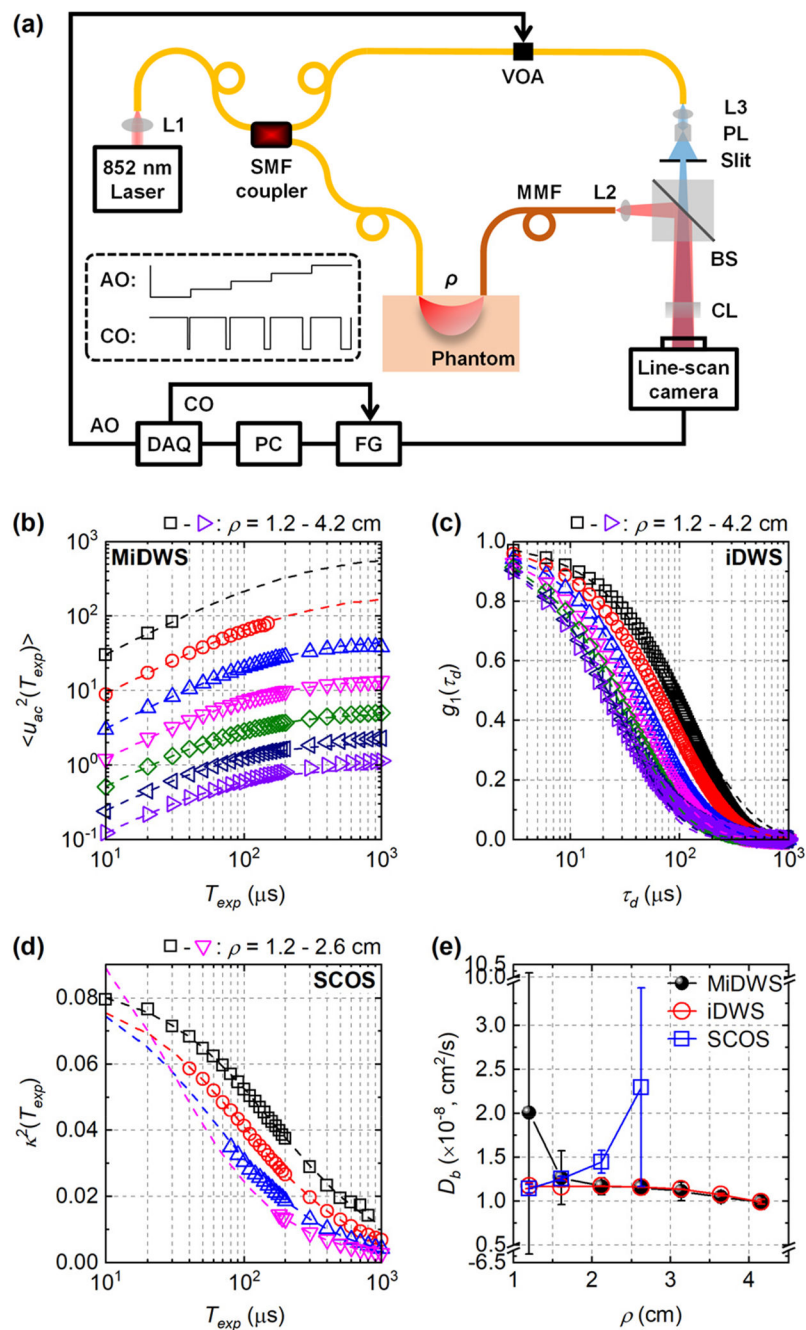 (a)
VOA
L1
L3
PL
Slit
852 nm
Laser
SMF
coupler
MMF
L2
BS
ρ
AO:
CO:
CL
Phantom
Line-scan
camera
CO
AO
DAQ
PC
FG
(b)
□ - ▷ : ρ = 1.2 - 4.2 cm
MiDWS
10³
10²
10¹
10⁰
10⁻¹
<u_ac²(T_exp)>
10¹ 10² 10³
T_exp (μs)
(c)
□ - ▷ : ρ = 1.2 - 4.2 cm
iDWS
1.0
0.8
0.6
0.4
0.2
0.0
g₁(τ_d)
10¹ 10² 10³
τ_d (μs)
(d)
□ - ▽ : ρ = 1.2 - 2.6 cm
SCOS
0.08
0.06
0.04
0.02
0.00
κ²(T_exp)
10¹ 10² 10³
T_exp (μs)
(e)
10.5
10.0
3.0
2.5
2.0
1.5
1.0
0.5
-6.5
D_b (×10⁻⁸, cm²/s)
MiDWS
iDWS
SCOS
1 2 3 4
ρ (cm)